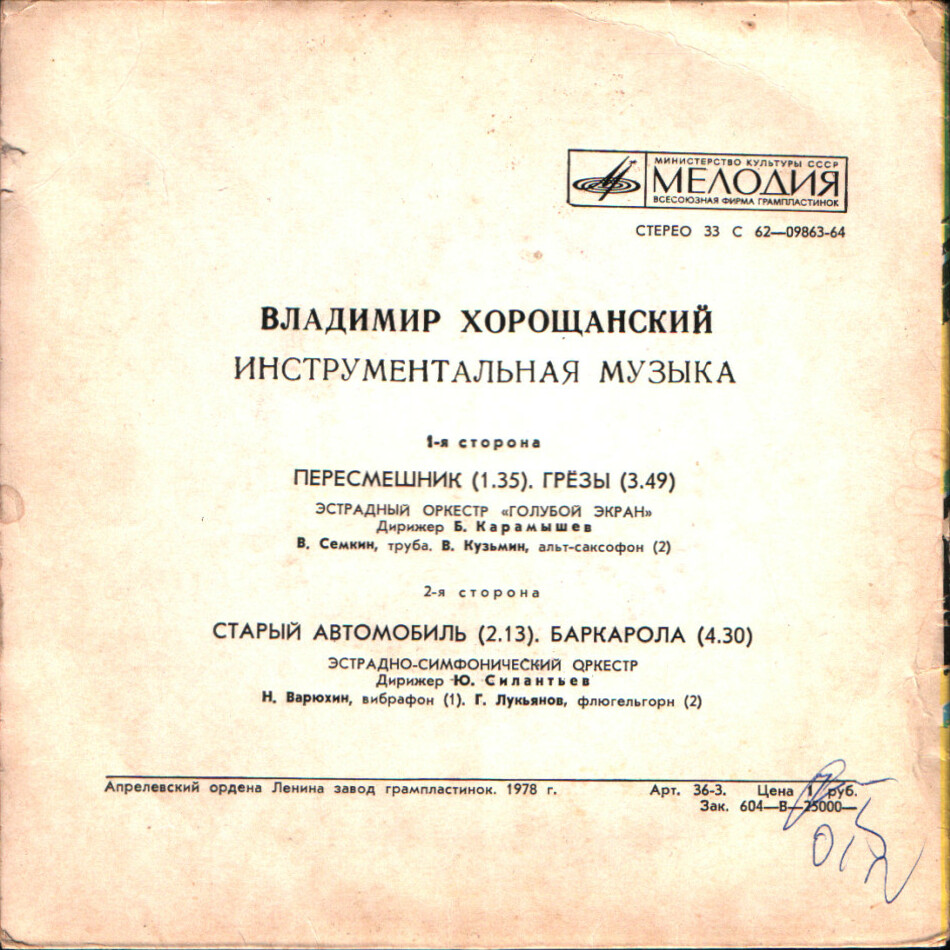 МИНИСТЕРСТВО КУЛЬТУРЫ СССР
МЕЛОДИЯ
ВСЕСОЮЗНАЯ ФИРМА ГРАМПЛАСТИНОК
СТЕРЕО 33 С 62—09863-64
ВЛАДИМИР ХОРОЩАНСКИЙ
ИНСТРУМЕНТАЛЬНАЯ МУЗЫКА
1-я сторона
ПЕРЕСМЕШНИК (1.35). ГРЁЗЫ (3.49)
ЭСТРАДНЫЙ ОРКЕСТР «ГОЛУБОЙ ЭКРАН»
Дирижер Б. Карамышев
В. Семкин, труба. В. Кузьмин, альт-саксофон (2)
2-я сторона
СТАРЫЙ АВТОМОБИЛЬ (2.13). БАРКАРОЛА (4.30)
ЭСТРАДНО-СИМФОНИЧЕСКИЙ ОРКЕСТР
Дирижер Ю. Силантьев
Н. Варюхин, вибрафон (1). Г. Лукьянов, флюгельгорн (2)
Апрелевский ордена Ленина завод грампластинок. 1978 г. Арт. 36-3. Цена 1 руб.
Зак. 604—В—25000—